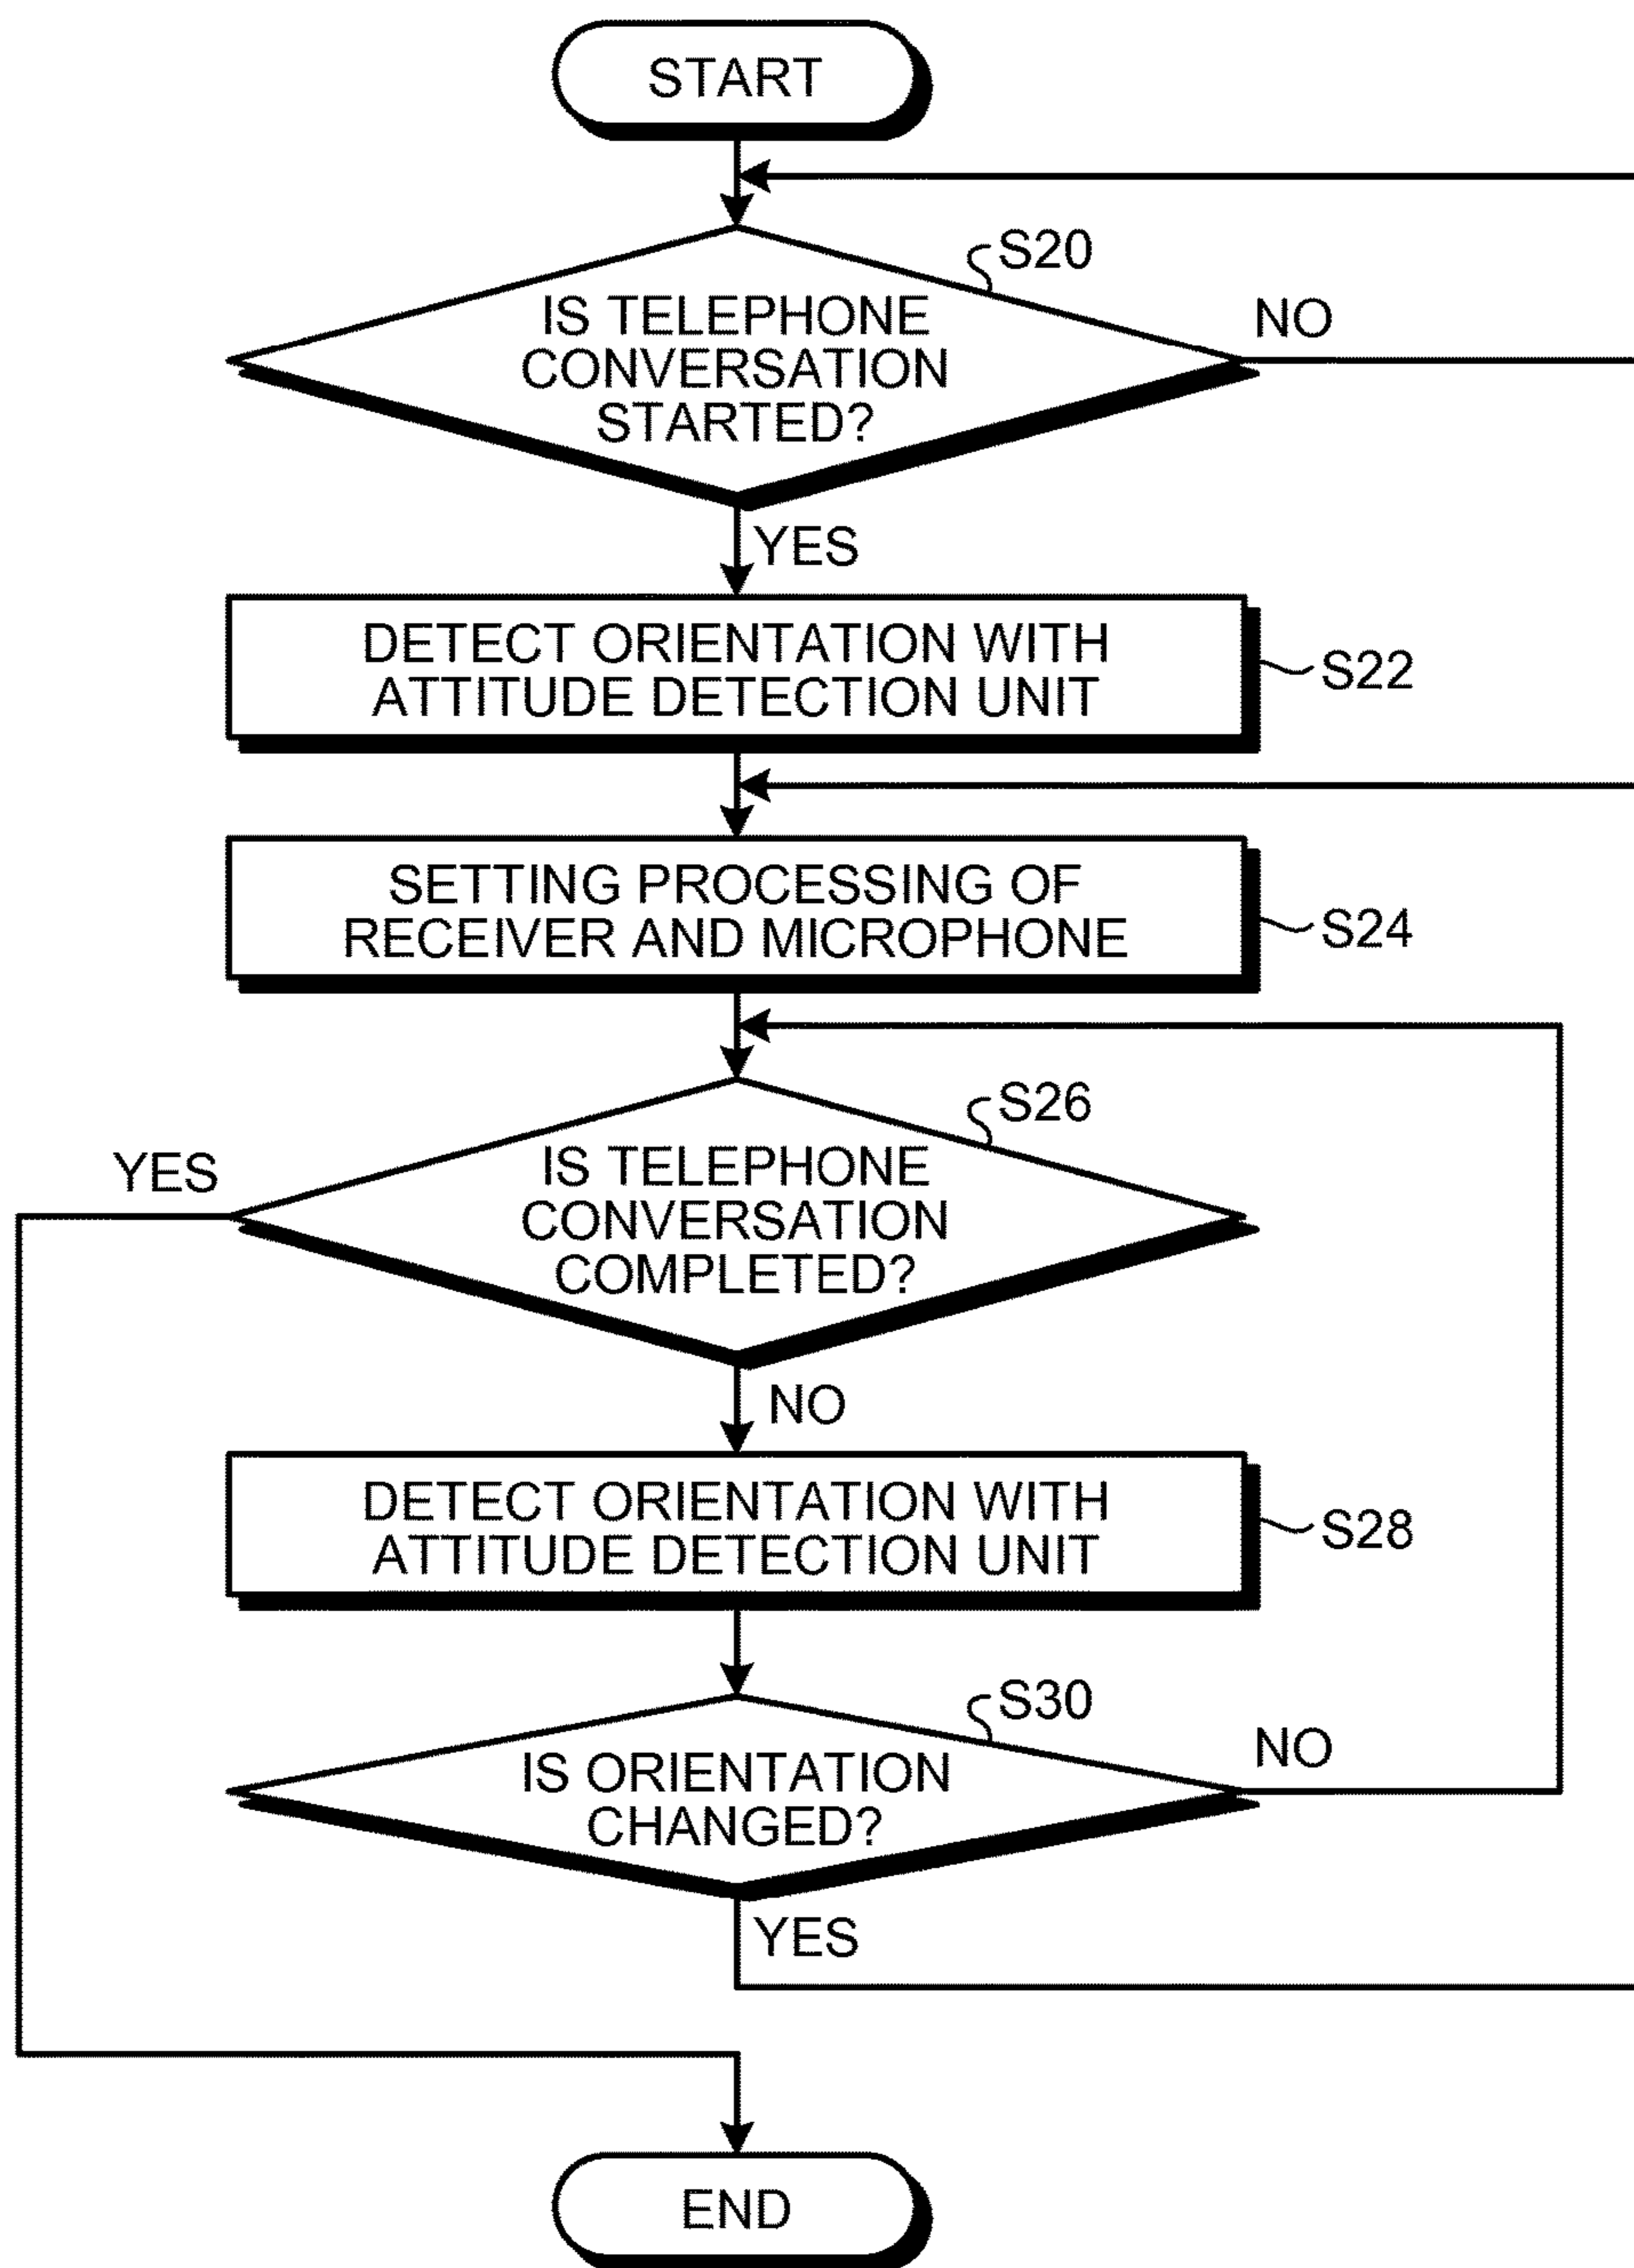 START
S20
IS TELEPHONE
CONVERSATION
STARTED?
NO
YES
DETECT ORIENTATION WITH
ATTITUDE DETECTION UNIT
S22
SETTING PROCESSING OF
RECEIVER AND MICROPHONE
S24
S26
YES
IS TELEPHONE
CONVERSATION
COMPLETED?
NO
DETECT ORIENTATION WITH
ATTITUDE DETECTION UNIT
S28
S30
NO
IS ORIENTATION
CHANGED?
YES
END